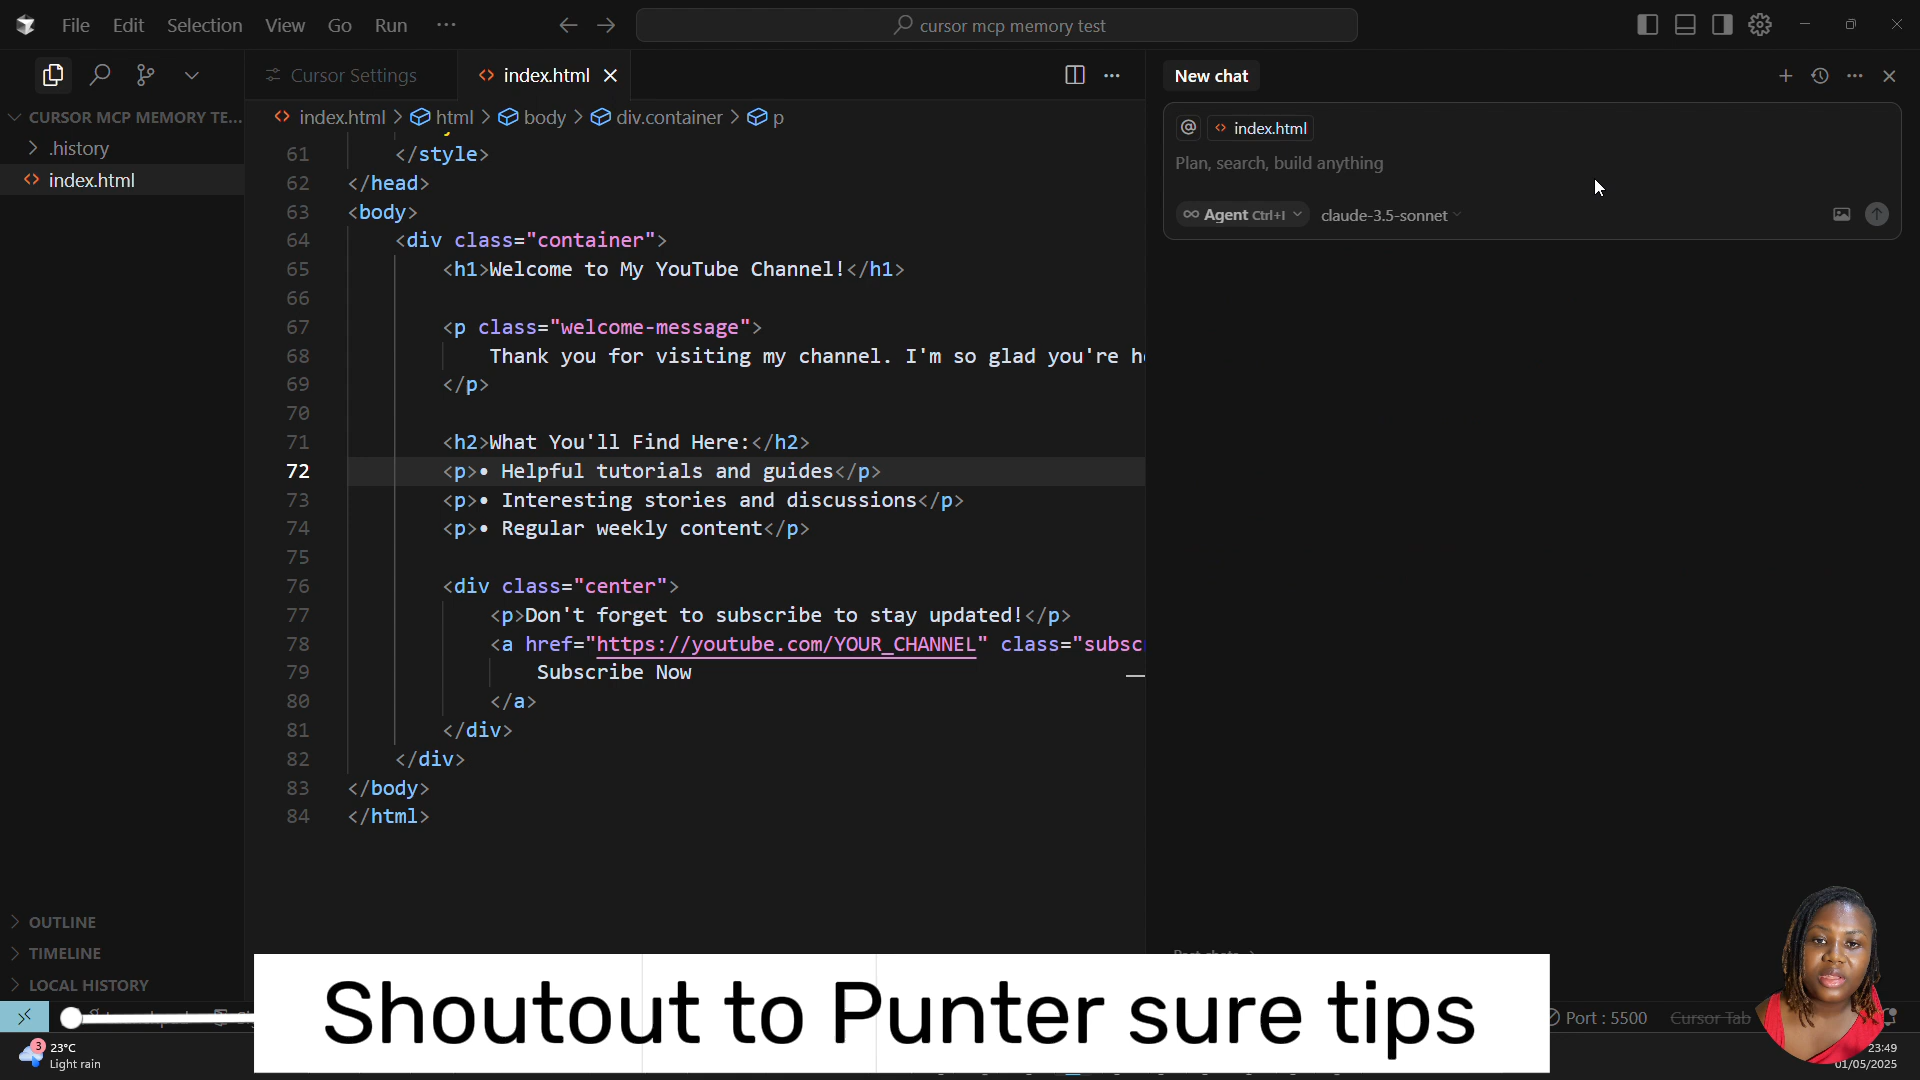 File Edit Selection View Go Run ···
cursor mcp memory test
Cursor Settings
index.html
New chat
CURSOR MCP MEMORY TE...
.history
index.html
index.html > html > body > div.container > p
@ index.html
Plan, search, build anything
Agent Ctrl+I
claude-3.5-sonnet
61 </style>
62 </head>
63 <body>
64 <div class="container">
65 <h1>Welcome to My YouTube Channel!</h1>
66
67 <p class="welcome-message">
68 Thank you for visiting my channel. I'm so glad you're h
69 </p>
70
71 <h2>What You'll Find Here:</h2>
72 <p>• Helpful tutorials and guides</p>
73 <p>• Interesting stories and discussions</p>
74 <p>• Regular weekly content</p>
75
76 <div class="center">
77 <p>Don't forget to subscribe to stay updated!</p>
78 <a href="https://youtube.com/YOUR_CHANNEL" class="subsc
79 Subscribe Now
80 </a>
81 </div>
82 </div>
83 </body>
84 </html>
OUTLINE
TIMELINE
LOCAL HISTORY
Shoutout to Punter sure tips
Port : 5500
Cursor Tab
3
23°C
Light rain
23:49
01/05/2025